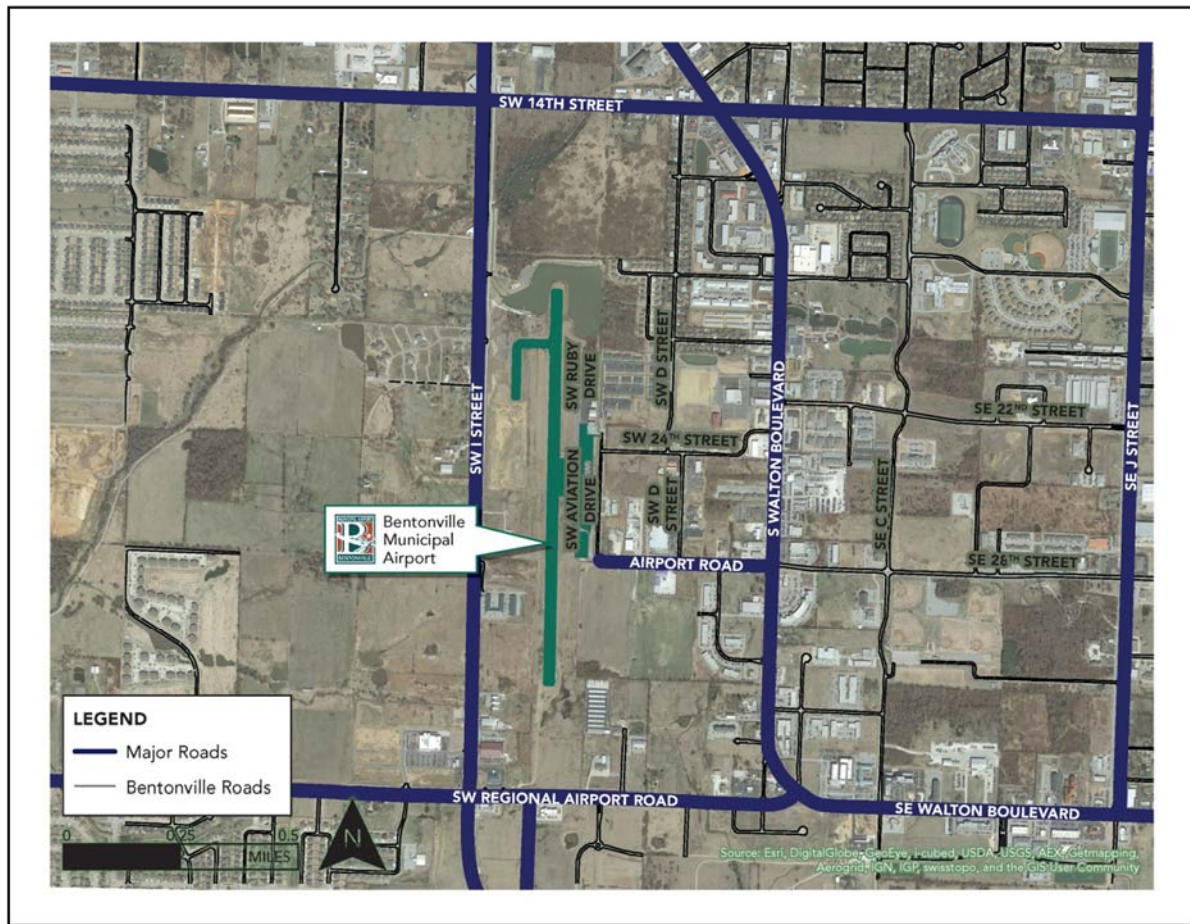 SW 14TH STREET
SW RUBY
DRIVE
SW D STREET
S WALTON BOULEVARD
SW I STREET
SW 24TH STREET
SE 22ND STREET
SE J STREET
SW AVIATION
DRIVE
SW D
STREET
SE C STREET
Bentonville
Municipal
Airport
BENTONVILLE
AIRPORT ROAD
SE 28TH STREET
LEGEND
Major Roads
Bentonville Roads
SW REGIONAL AIRPORT ROAD
SE WALTON BOULEVARD
0 0.25 0.5
MILES
N
Source: Esri, DigitalGlobe, GeoEye, i-cubed, USDA, USGS, AEX, Getmapping,
Aerogrid, IGN, IGP, swisstopo, and the GIS User Community